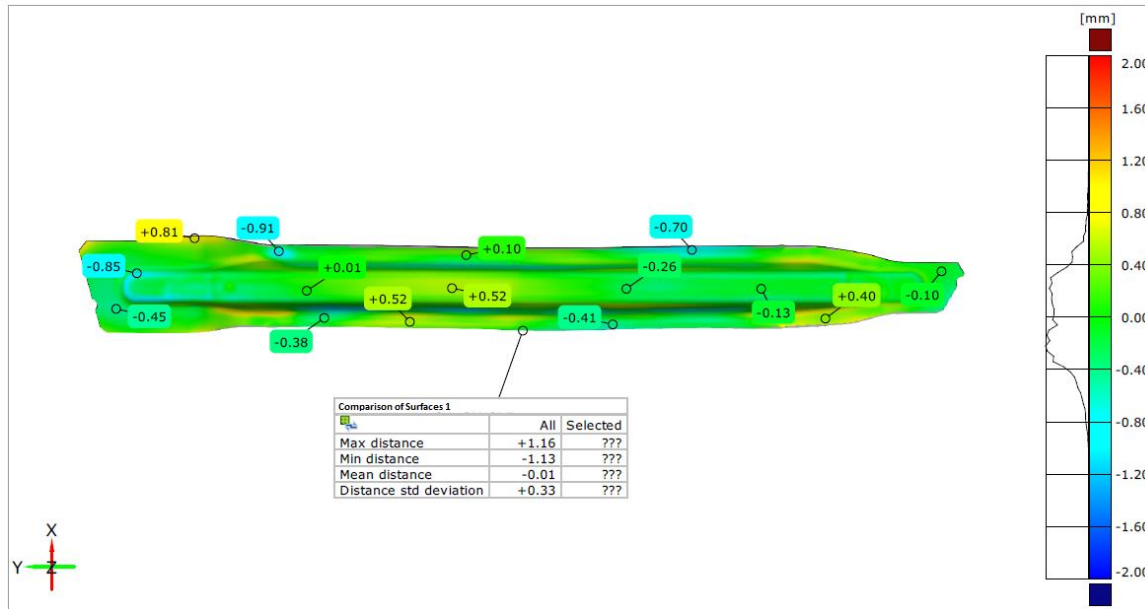 [mm]
2.00
1.60
1.20
0.80
0.40
0.00
-0.40
-0.80
-1.20
-1.60
-2.00
+0.81
-0.91
+0.10
-0.70
-0.85
+0.01
-0.26
+0.52
+0.52
+0.40
-0.10
-0.45
-0.41
-0.13
-0.38
Comparison of Surfaces 1
All Selected
Max distance +1.16 ???
Min distance -1.13 ???
Mean distance -0.01 ???
Distance std deviation +0.33 ???
X
Y Z